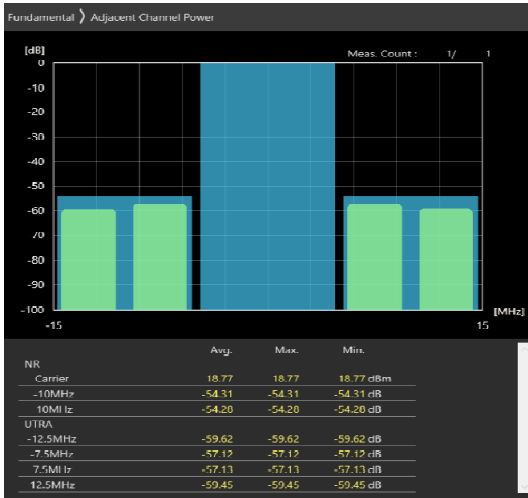 Fundamental 》 Adjacent Channel Power
[dB] Meas. Count : 1/ 1
0
-10
-20
-30
-40
-50
-60
-70
-80
-90
-100
[MHz]
-15 15
Avg. Max. Min.
NR
Carrier 18.77 18.77 18.77 dBm
-10MHz -54.31 -54.31 -54.31 dB
10MHz -54.28 -54.28 -54.28 dB
UTRA
-12.5MHz -59.62 -59.62 -59.62 dB
-7.5MHz -57.12 -57.12 -57.12 dB
7.5MHz -57.13 -57.13 -57.13 dB
12.5MHz -59.45 -59.45 -59.45 dB